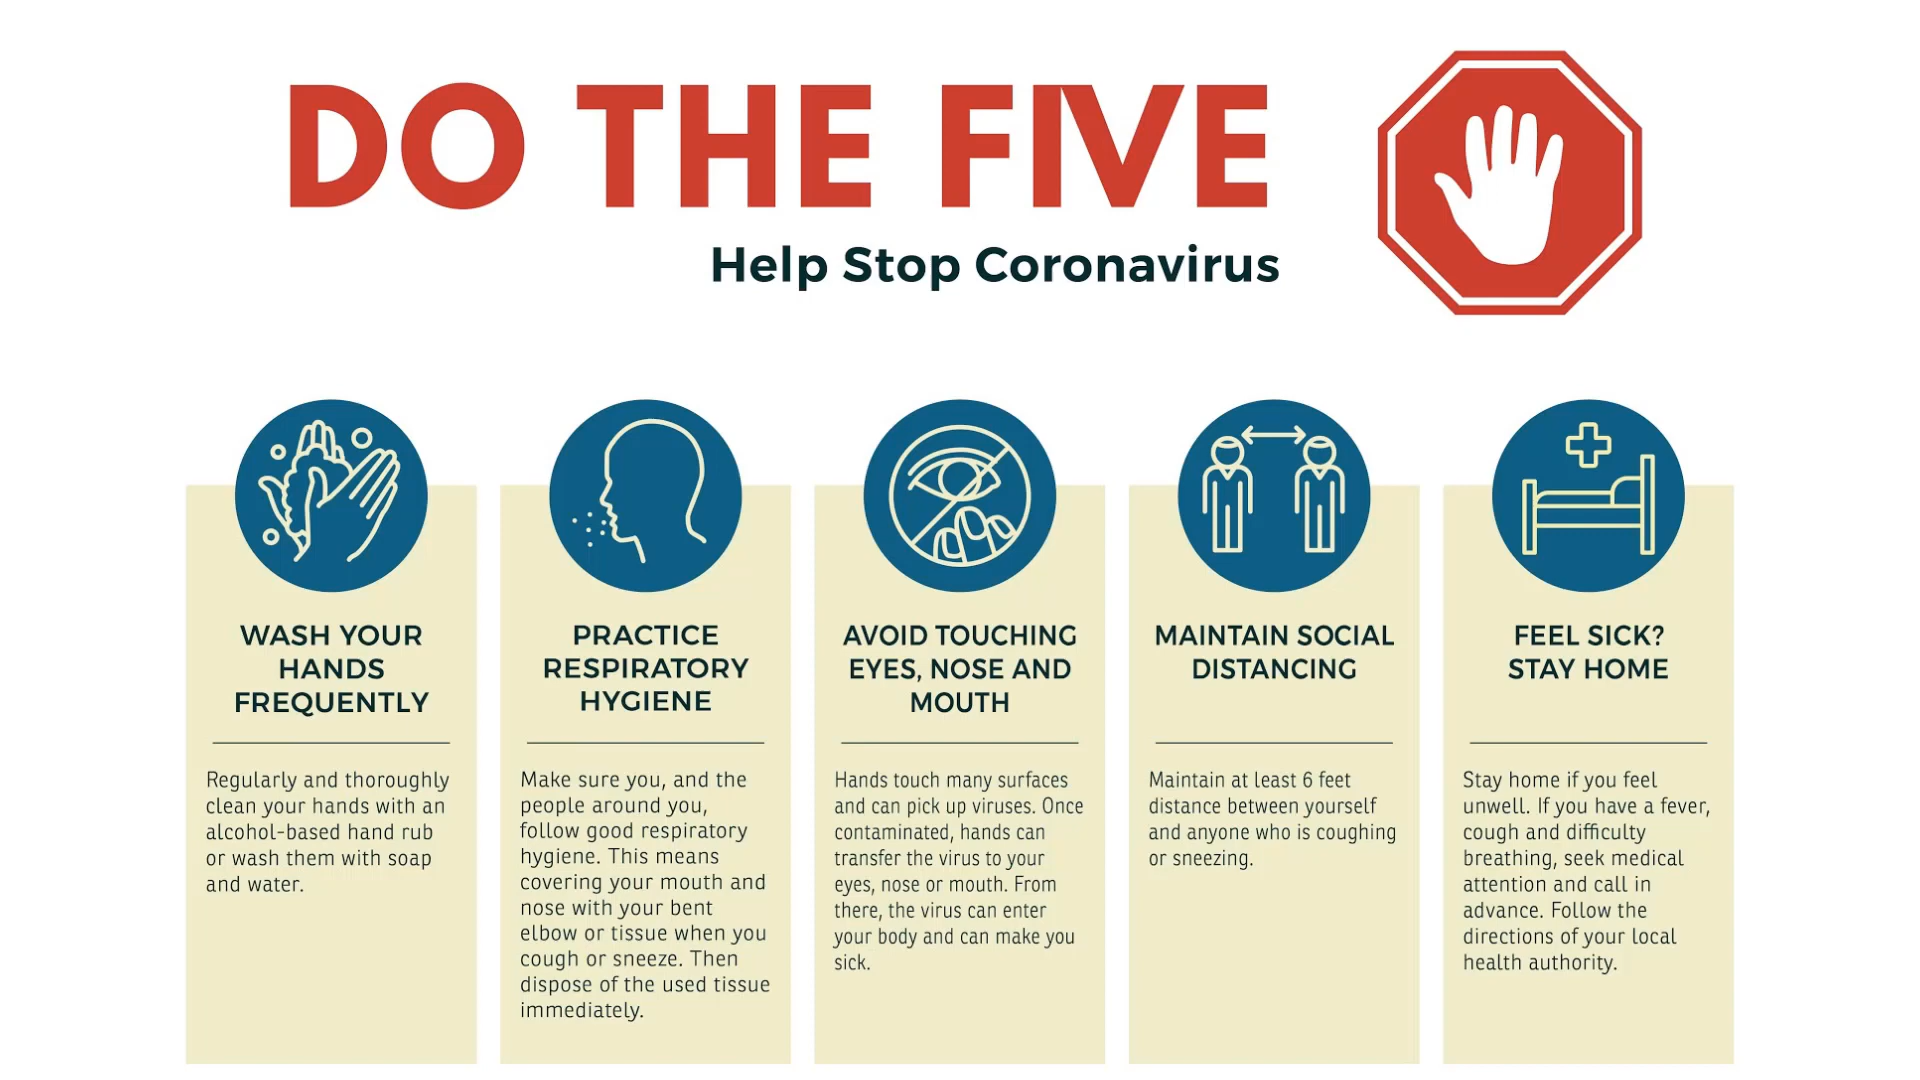 DO THE FIVE
Help Stop Coronavirus
WASH YOUR
HANDS
FREQUENTLY
Regularly and thoroughly
clean your hands with an
alcohol-based hand rub
or wash them with soap
and water.
PRACTICE
RESPIRATORY
HYGIENE
Make sure you, and the
people around you,
follow good respiratory
hygiene. This means
covering your mouth and
nose with your bent
elbow or tissue when you
cough or sneeze. Then
dispose of the used tissue
immediately.
AVOID TOUCHING
EYES, NOSE AND
MOUTH
Hands touch many surfaces
and can pick up viruses. Once
contaminated, hands can
transfer the virus to your
eyes, nose or mouth. From
there, the virus can enter
your body and can make you
sick.
MAINTAIN SOCIAL
DISTANCING
Maintain at least 6 feet
distance between yourself
and anyone who is coughing
or sneezing.
FEEL SICK?
STAY HOME
Stay home if you feel
unwell. If you have a fever,
cough and difficulty
breathing, seek medical
attention and call in
advance. Follow the
directions of your local
health authority.